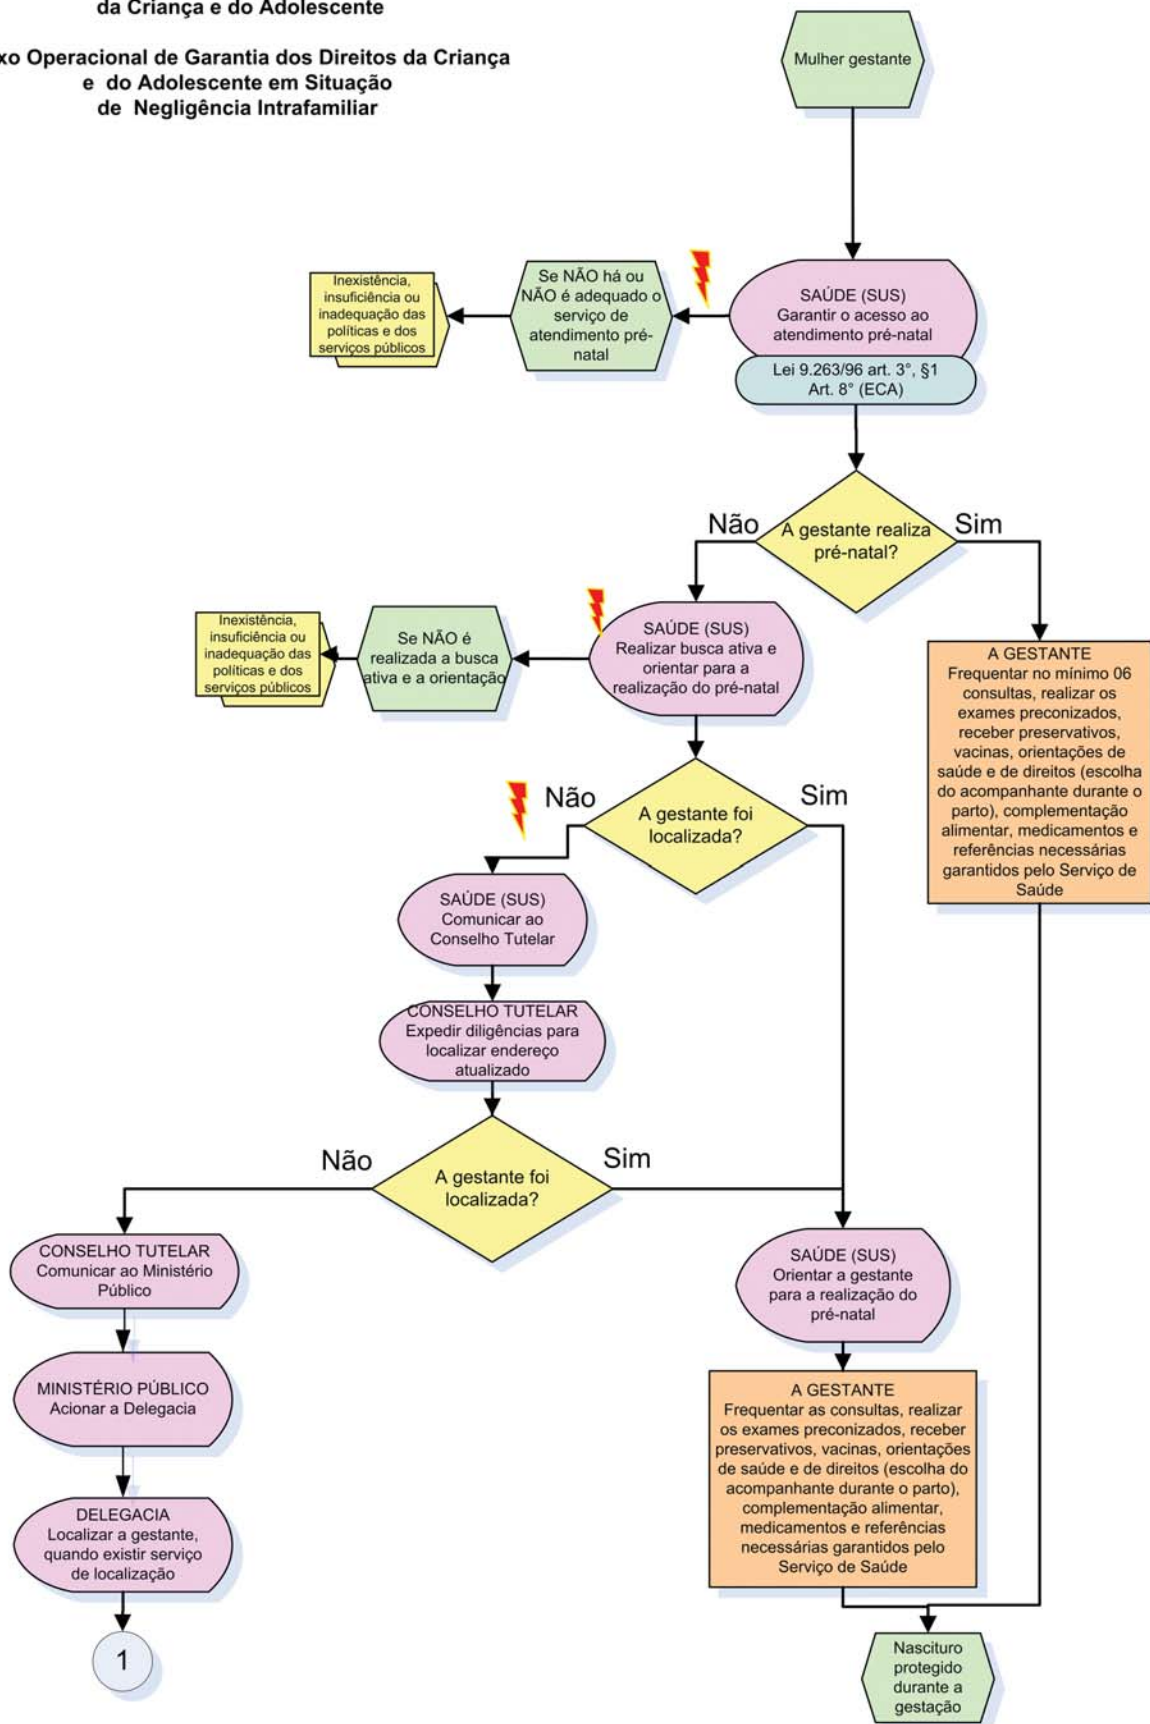 da Criança e do Adolescente
xo Operacional de Garantia dos Direitos da Criança
e do Adolescente em Situação
de Negligência Intrafamiliar
Mulher gestante
SAÚDE (SUS)
Garantir o acesso ao
atendimento pré-natal
Lei 9.263/96 art. 3°, §1
Art. 8° (ECA)
Se NÃO há ou
NÃO é adequado o
serviço de
atendimento pré-
natal
Inexistência,
insuficiência ou
inadequação das
políticas e dos
serviços públicos
A gestante realiza
pré-natal?
Não
Sim
SAÚDE (SUS)
Realizar busca ativa e
orientar para a
realização do pré-natal
Se NÃO é
realizada a busca
ativa e a orientação
Inexistência,
insuficiência ou
inadequação das
políticas e dos
serviços públicos
A GESTANTE
Frequentar no mínimo 06
consultas, realizar os
exames preconizados,
receber preservativos,
vacinas, orientações de
saúde e de direitos (escolha
do acompanhante durante o
parto), complementação
alimentar, medicamentos e
referências necessárias
garantidos pelo Serviço de
Saúde
A gestante foi
localizada?
Não
Sim
SAÚDE (SUS)
Comunicar ao
Conselho Tutelar
CONSELHO TUTELAR
Expedir diligências para
localizar endereço
atualizado
A gestante foi
localizada?
Não
Sim
CONSELHO TUTELAR
Comunicar ao Ministério
Público
MINISTÉRIO PÚBLICO
Acionar a Delegacia
DELEGACIA
Localizar a gestante,
quando existir serviço
de localização
1
SAÚDE (SUS)
Orientar a gestante
para a realização do
pré-natal
A GESTANTE
Frequentar as consultas, realizar
os exames preconizados, receber
preservativos, vacinas, orientações
de saúde e de direitos (escolha do
acompanhante durante o parto),
complementação alimentar,
medicamentos e referências
necessárias garantidos pelo
Serviço de Saúde
Nascituro
protegido
durante a
gestação